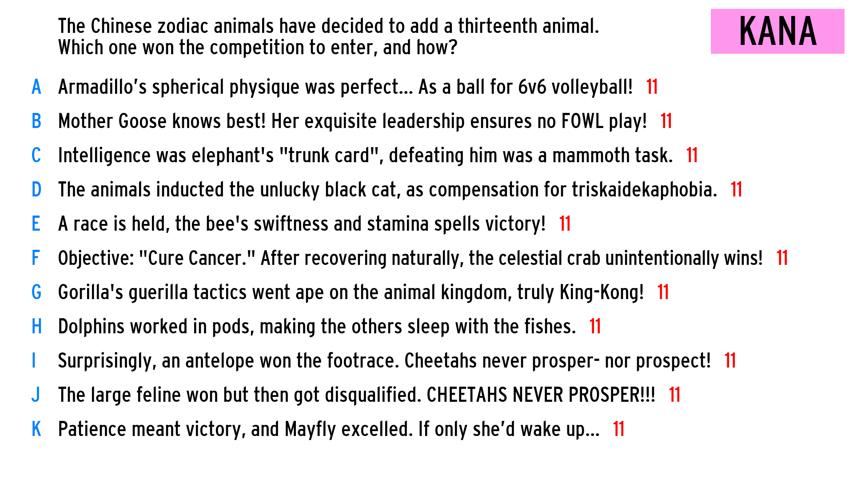 The Chinese zodiac animals have decided to add a thirteenth animal.
Which one won the competition to enter, and how?
KANA
A Armadillo's spherical physique was perfect... As a ball for 6v6 volleyball! 11
B Mother Goose knows best! Her exquisite leadership ensures no FOWL play! 11
C Intelligence was elephant's "trunk card", defeating him was a mammoth task. 11
D The animals inducted the unlucky black cat, as compensation for triskaidekaphobia. 11
E A race is held, the bee's swiftness and stamina spells victory! 11
F Objective: "Cure Cancer." After recovering naturally, the celestial crab unintentionally wins! 11
G Gorilla's guerilla tactics went ape on the animal kingdom, truly King-Kong! 11
H Dolphins worked in pods, making the others sleep with the fishes. 11
I Surprisingly, an antelope won the footrace. Cheetahs never prosper- nor prospect! 11
J The large feline won but then got disqualified. CHEETAHS NEVER PROSPER!!! 11
K Patience meant victory, and Mayfly excelled. If only she'd wake up... 11